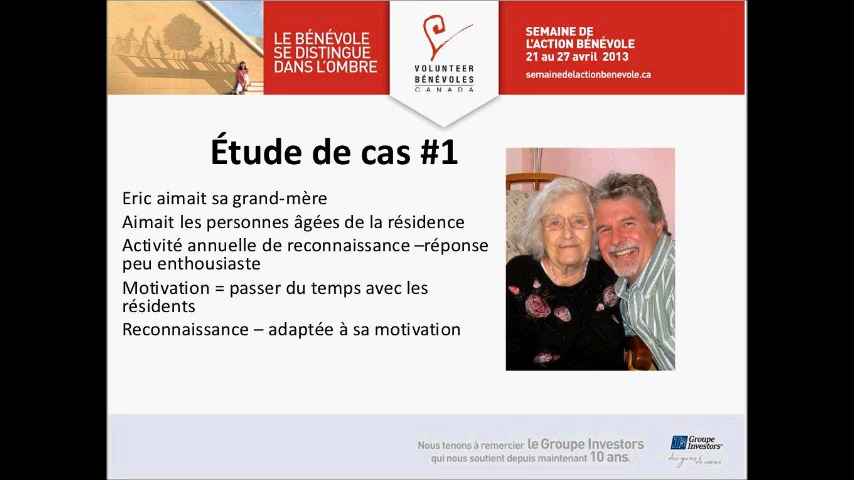 LE BÉNÉVOLE
SE DISTINGUE
DANS L'OMBRE
VOLUNTEER
BÉNÉVOLES
CANADA
SEMAINE DE
L'ACTION BÉNÉVOLE
21 au 27 avril 2013
semainedelactionbenevole.ca
Étude de cas #1
Eric aimait sa grand-mère
Aimait les personnes âgées de la résidence
Activité annuelle de reconnaissance –réponse
peu enthousiaste
Motivation = passer du temps avec les
résidents
Reconnaissance – adaptée à sa motivation
Nous tenons à remercier le Groupe Investors
qui nous soutient depuis maintenant 10 ans.
Groupe
Investors